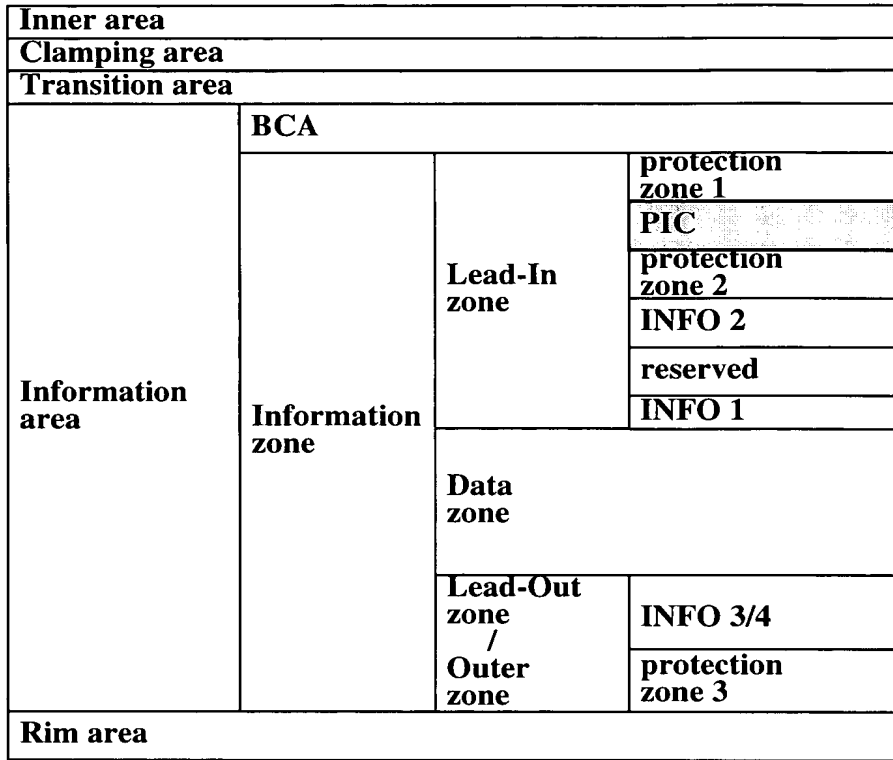 Inner area
Clamping area
Transition area
Information
area
BCA
Information
zone
Lead-In
zone
protection
zone 1
PIC
protection
zone 2
INFO 2
reserved
INFO 1
Data
zone
Lead-Out
zone
/
Outer
zone
INFO 3/4
protection
zone 3
Rim area